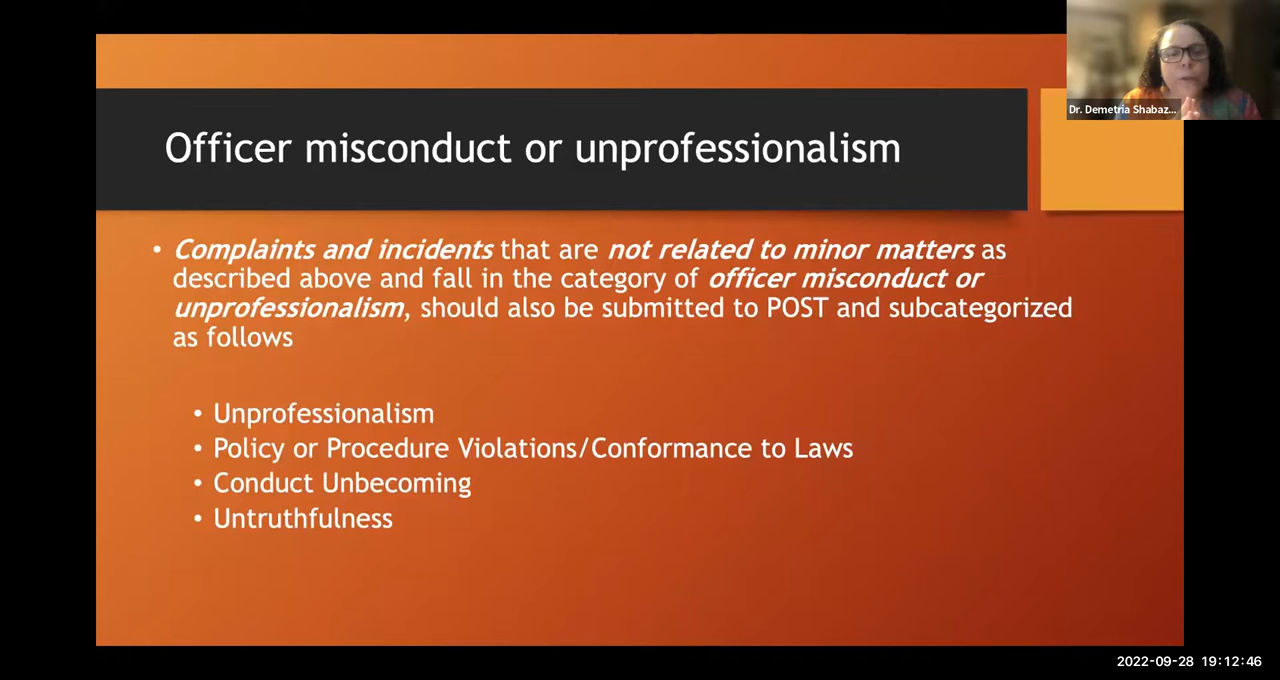 Dr. Demetria Shabaz...
Officer misconduct or unprofessionalism
• Complaints and incidents that are not related to minor matters as
described above and fall in the category of officer misconduct or
unprofessionalism, should also be submitted to POST and subcategorized
as follows
• Unprofessionalism
• Policy or Procedure Violations/Conformance to Laws
• Conduct Unbecoming
• Untruthfulness
2022-09-28 19:12:46